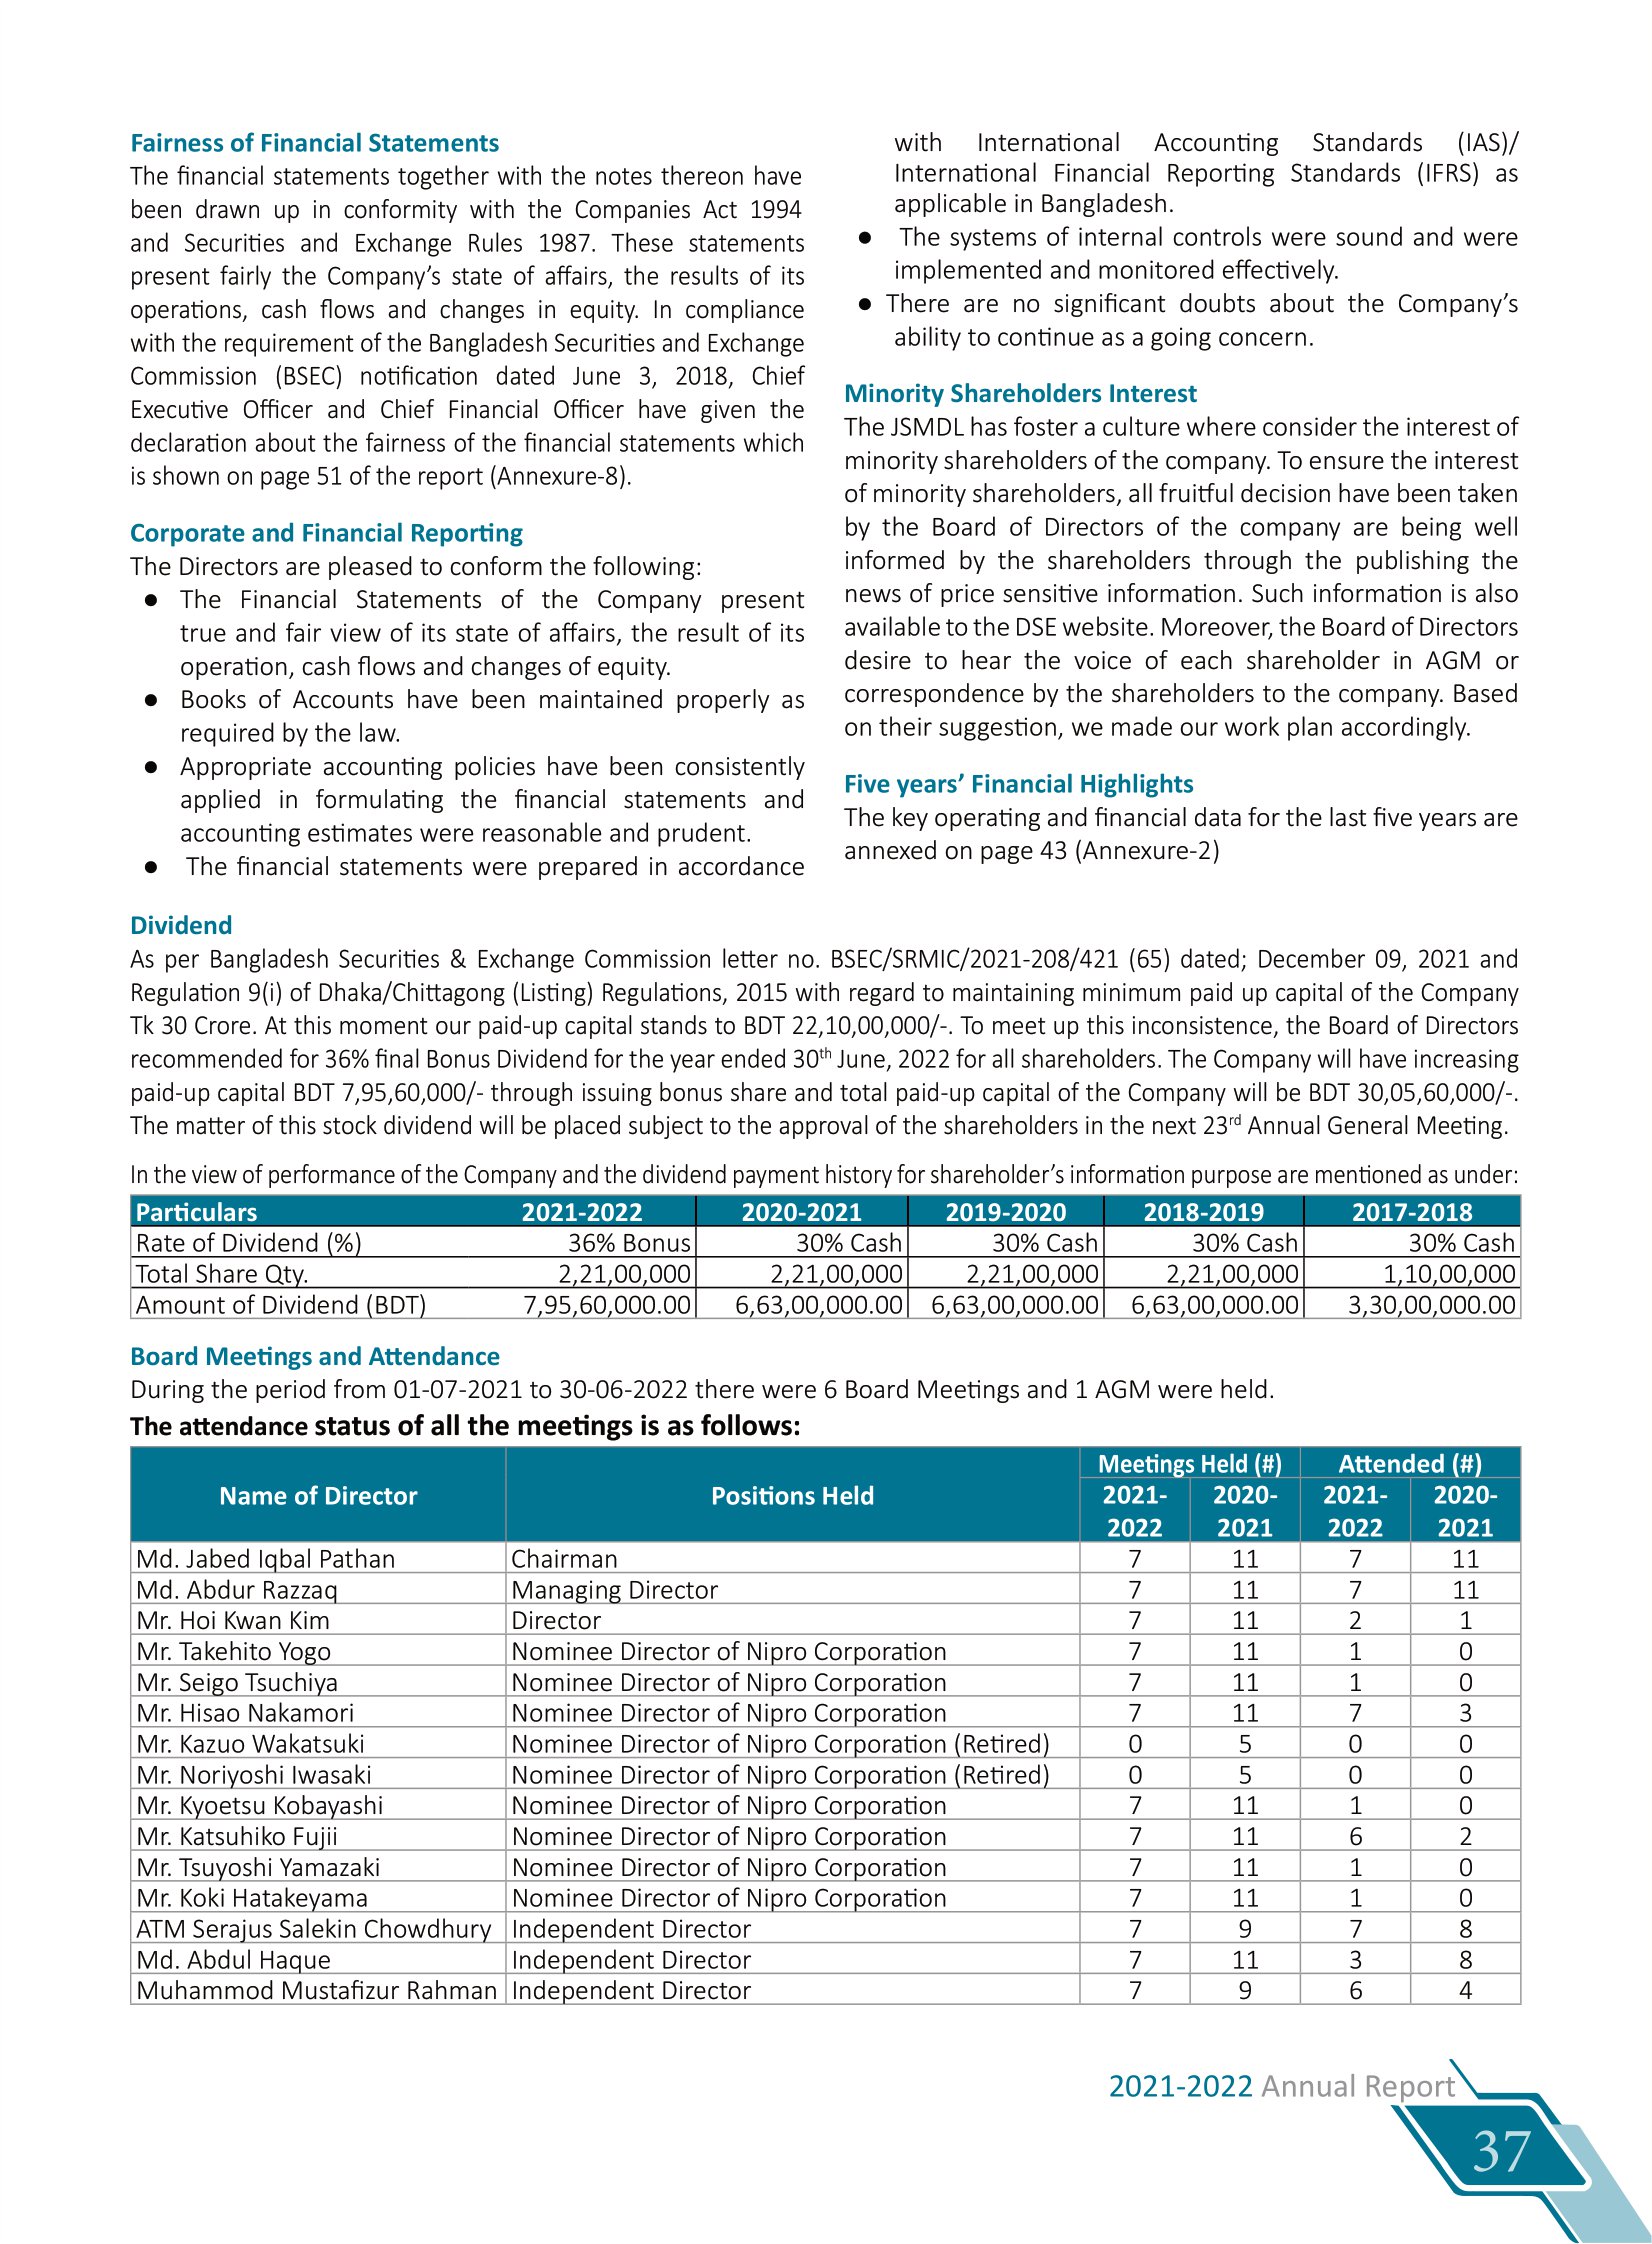 Fairness of Financial Statements
The financial statements together with the notes thereon have
been drawn up in conformity with the Companies Act 1994
and Securities and Exchange Rules 1987. These statements
present fairly the Company’s state of affairs, the results of its
operations, cash flows and changes in equity. In compliance
with the requirement of the Bangladesh Securities and Exchange
Commission (BSEC) notification dated June 3, 2018, Chief
Executive Officer and Chief Financial Officer have given the
declaration about the fairness of the financial statements which
is shown on page 51 of the report (Annexure-8).
Corporate and Financial Reporting
The Directors are pleased to conform the following:
● The Financial Statements of the Company present
true and fair view of its state of affairs, the result of its
operation, cash flows and changes of equity.
● Books of Accounts have been maintained properly as
required by the law.
● Appropriate accounting policies have been consistently
applied in formulating the financial statements and
accounting estimates were reasonable and prudent.
● The financial statements were prepared in accordance
with International Accounting Standards (IAS)/
International Financial Reporting Standards (IFRS) as
applicable in Bangladesh.
● The systems of internal controls were sound and were
implemented and monitored effectively.
● There are no significant doubts about the Company’s
ability to continue as a going concern.
Minority Shareholders Interest
The JSMDL has foster a culture where consider the interest of
minority shareholders of the company. To ensure the interest
of minority shareholders, all fruitful decision have been taken
by the Board of Directors of the company are being well
informed by the shareholders through the publishing the
news of price sensitive information. Such information is also
available to the DSE website. Moreover, the Board of Directors
desire to hear the voice of each shareholder in AGM or
correspondence by the shareholders to the company. Based
on their suggestion, we made our work plan accordingly.
Five years’ Financial Highlights
The key operating and financial data for the last five years are
annexed on page 43 (Annexure-2)
Dividend
As per Bangladesh Securities & Exchange Commission letter no. BSEC/SRMIC/2021-208/421 (65) dated; December 09, 2021 and
Regulation 9(i) of Dhaka/Chittagong (Listing) Regulations, 2015 with regard to maintaining minimum paid up capital of the Company
Tk 30 Crore. At this moment our paid-up capital stands to BDT 22,10,00,000/-. To meet up this inconsistence, the Board of Directors
recommended for 36% final Bonus Dividend for the year ended 30th June, 2022 for all shareholders. The Company will have increasing
paid-up capital BDT 7,95,60,000/- through issuing bonus share and total paid-up capital of the Company will be BDT 30,05,60,000/-.
The matter of this stock dividend will be placed subject to the approval of the shareholders in the next 23rd Annual General Meeting.
In the view of performance of the Company and the dividend payment history for shareholder’s information purpose are mentioned as under:
Particulars 2021-2022 2020-2021 2019-2020 2018-2019 2017-2018
Rate of Dividend (%) 36% Bonus 30% Cash 30% Cash 30% Cash 30% Cash
Total Share Qty. 2,21,00,000 2,21,00,000 2,21,00,000 2,21,00,000 1,10,00,000
Amount of Dividend (BDT) 7,95,60,000.00 6,63,00,000.00 6,63,00,000.00 6,63,00,000.00 3,30,00,000.00
Board Meetings and Attendance
During the period from 01-07-2021 to 30-06-2022 there were 6 Board Meetings and 1 AGM were held.
The attendance status of all the meetings is as follows:
Meetings Held (#) Attended (#)
Name of Director Positions Held 2021- 2020- 2021- 2020-
2022 2021 2022 2021
Md. Jabed Iqbal Pathan Chairman 7 11 7 11
Md. Abdur Razzaq Managing Director 7 11 7 11
Mr. Hoi Kwan Kim Director 7 11 2 1
Mr. Takehito Yogo Nominee Director of Nipro Corporation 7 11 1 0
Mr. Seigo Tsuchiya Nominee Director of Nipro Corporation 7 11 1 0
Mr. Hisao Nakamori Nominee Director of Nipro Corporation 7 11 7 3
Mr. Kazuo Wakatsuki Nominee Director of Nipro Corporation (Retired) 0 5 0 0
Mr. Noriyoshi Iwasaki Nominee Director of Nipro Corporation (Retired) 0 5 0 0
Mr. Kyoetsu Kobayashi Nominee Director of Nipro Corporation 7 11 1 0
Mr. Katsuhiko Fujii Nominee Director of Nipro Corporation 7 11 6 2
Mr. Tsuyoshi Yamazaki Nominee Director of Nipro Corporation 7 11 1 0
Mr. Koki Hatakeyama Nominee Director of Nipro Corporation 7 11 1 0
ATM Serajus Salekin Chowdhury Independent Director 7 9 7 8
Md. Abdul Haque Independent Director 7 11 3 8
Muhammod Mustafizur Rahman Independent Director 7 9 6 4
2021-2022 Annual Report
37